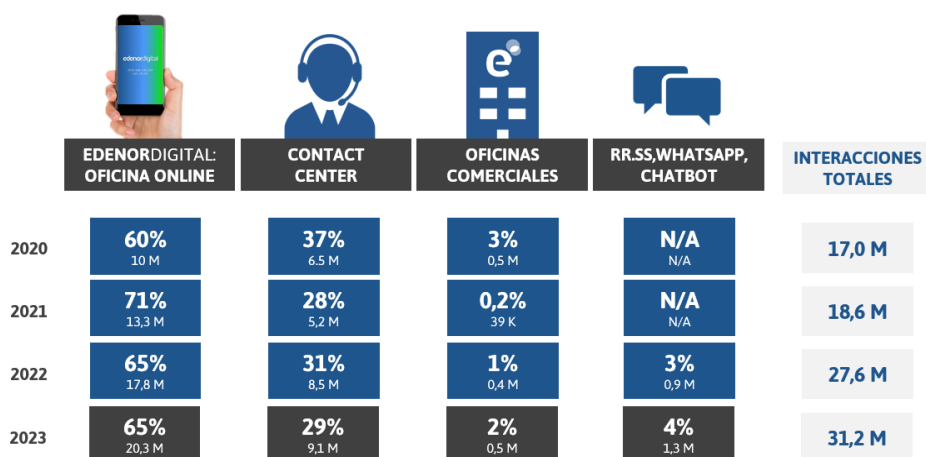 edenordigital
e
EDENORDIGITAL:
OFICINA ONLINE
CONTACT
CENTER
OFICINAS
COMERCIALES
RR.SS,WHATSAPP,
CHATBOT
INTERACCIONES
TOTALES
2020
60%
10 M
37%
6.5 M
3%
0,5 M
N/A
N/A
17,0 M
2021
71%
13,3 M
28%
5,2 M
0,2%
39 K
N/A
N/A
18,6 M
2022
65%
17,8 M
31%
8,5 M
1%
0,4 M
3%
0,9 M
27,6 M
2023
65%
20,3 M
29%
9,1 M
2%
0,5 M
4%
1,3 M
31,2 M